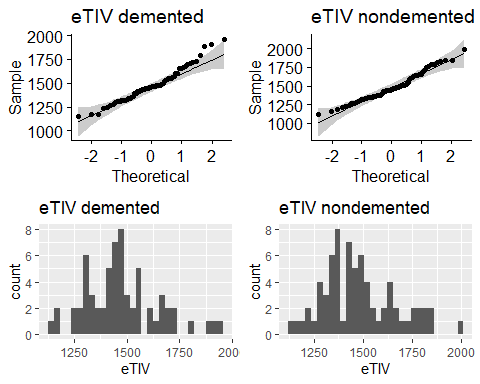 eTIV demented
eTIV nondemented
Sample
2000
1750
1500
1250
1000
-2 -1 0 1 2
Theoretical
Sample
2000
1750
1500
1250
-2 -1 0 1 2
Theoretical
eTIV demented
eTIV nondemented
count
8
6
4
2
0
1250 1500 1750 200
eTIV
count
8
6
4
2
0
1250 1500 1750 2000
eTIV